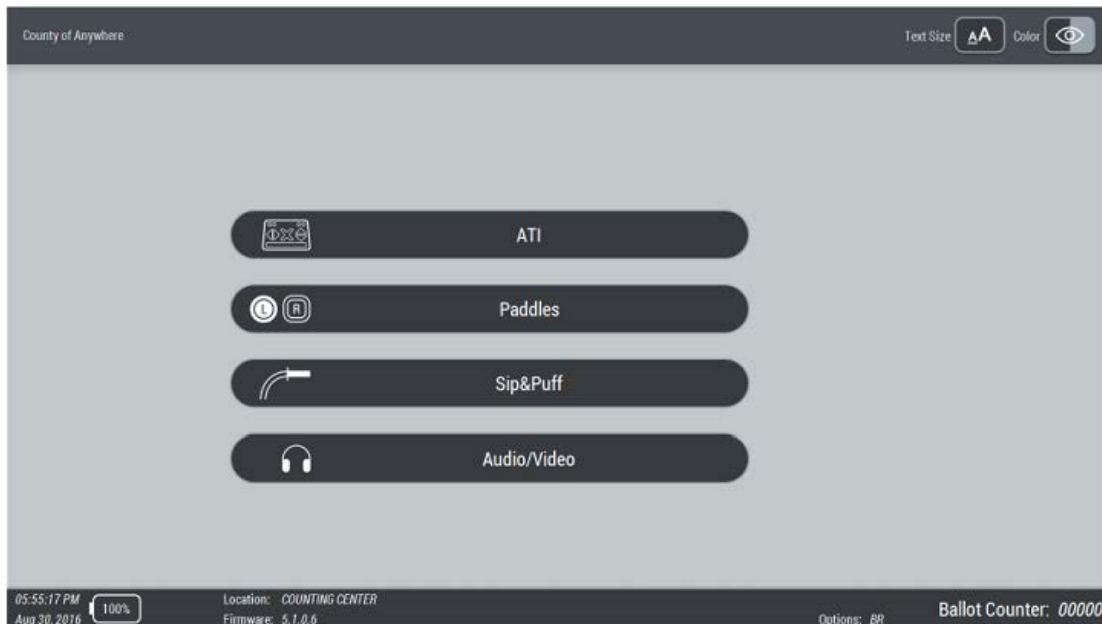 County of Anywhere
Text Size AA Color
ATI
L R Paddles
Sip&Puff
Audio/Video
05:55:17 PM
Aug 30, 2016
100%
Location: COUNTING CENTER
Firmware: 5.1.0.6
Options: BR
Ballot Counter: 00000